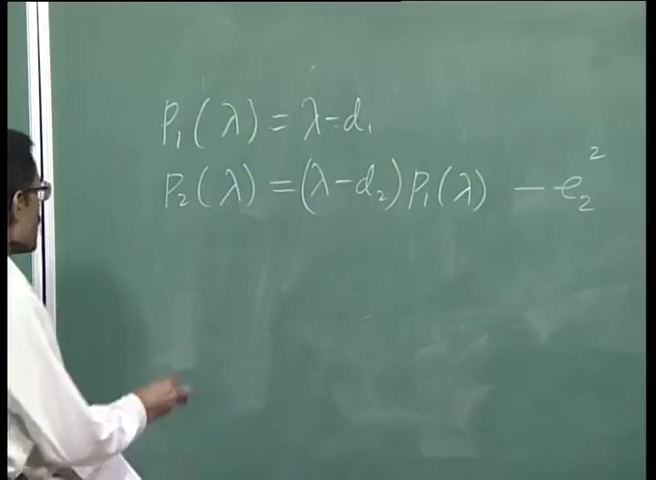 p₁(λ) = λ - d₁
p₂(λ) = (λ - d₂) p₁(λ) - e₂²